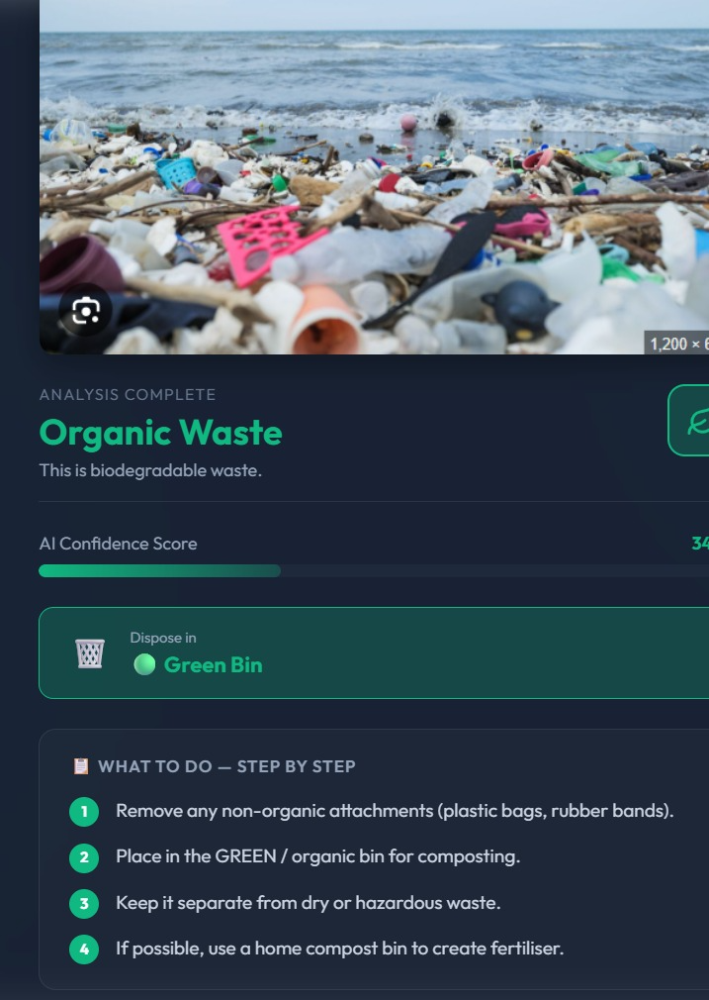 1,200 × 6
ANALYSIS COMPLETE
Organic Waste
This is biodegradable waste.
AI Confidence Score
34
Dispose in
Green Bin
WHAT TO DO — STEP BY STEP
1 Remove any non-organic attachments (plastic bags, rubber bands).
2 Place in the GREEN / organic bin for composting.
3 Keep it separate from dry or hazardous waste.
4 If possible, use a home compost bin to create fertiliser.